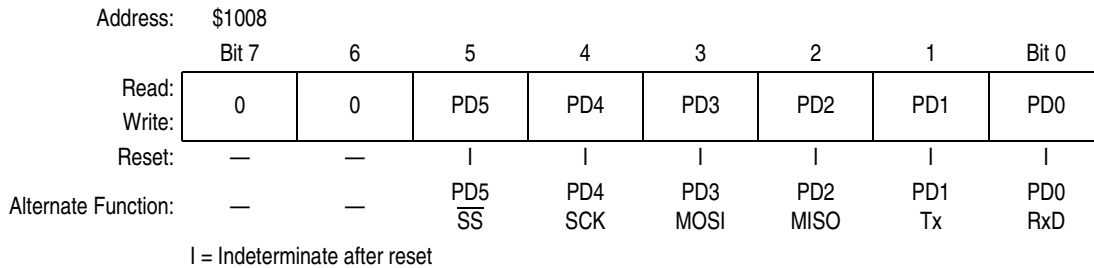 Address: $1008
Bit 7 6 5 4 3 2 1 Bit 0
Read:
Write:
0 0 PD5 PD4 PD3 PD2 PD1 PD0
Reset: — — I I I I I I
Alternate Function: — — PD5 PD4 PD3 PD2 PD1 PD0
SS SCK MOSI MISO Tx RxD
I = Indeterminate after reset